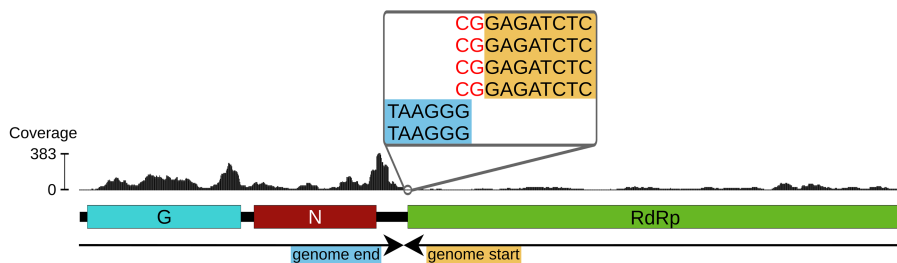 CGGAGATCTC
CGGAGATCTC
CGGAGATCTC
CGGAGATCTC
TAAGGG
TAAGGG
Coverage
383
0
G
N
RdRp
genome end
genome start